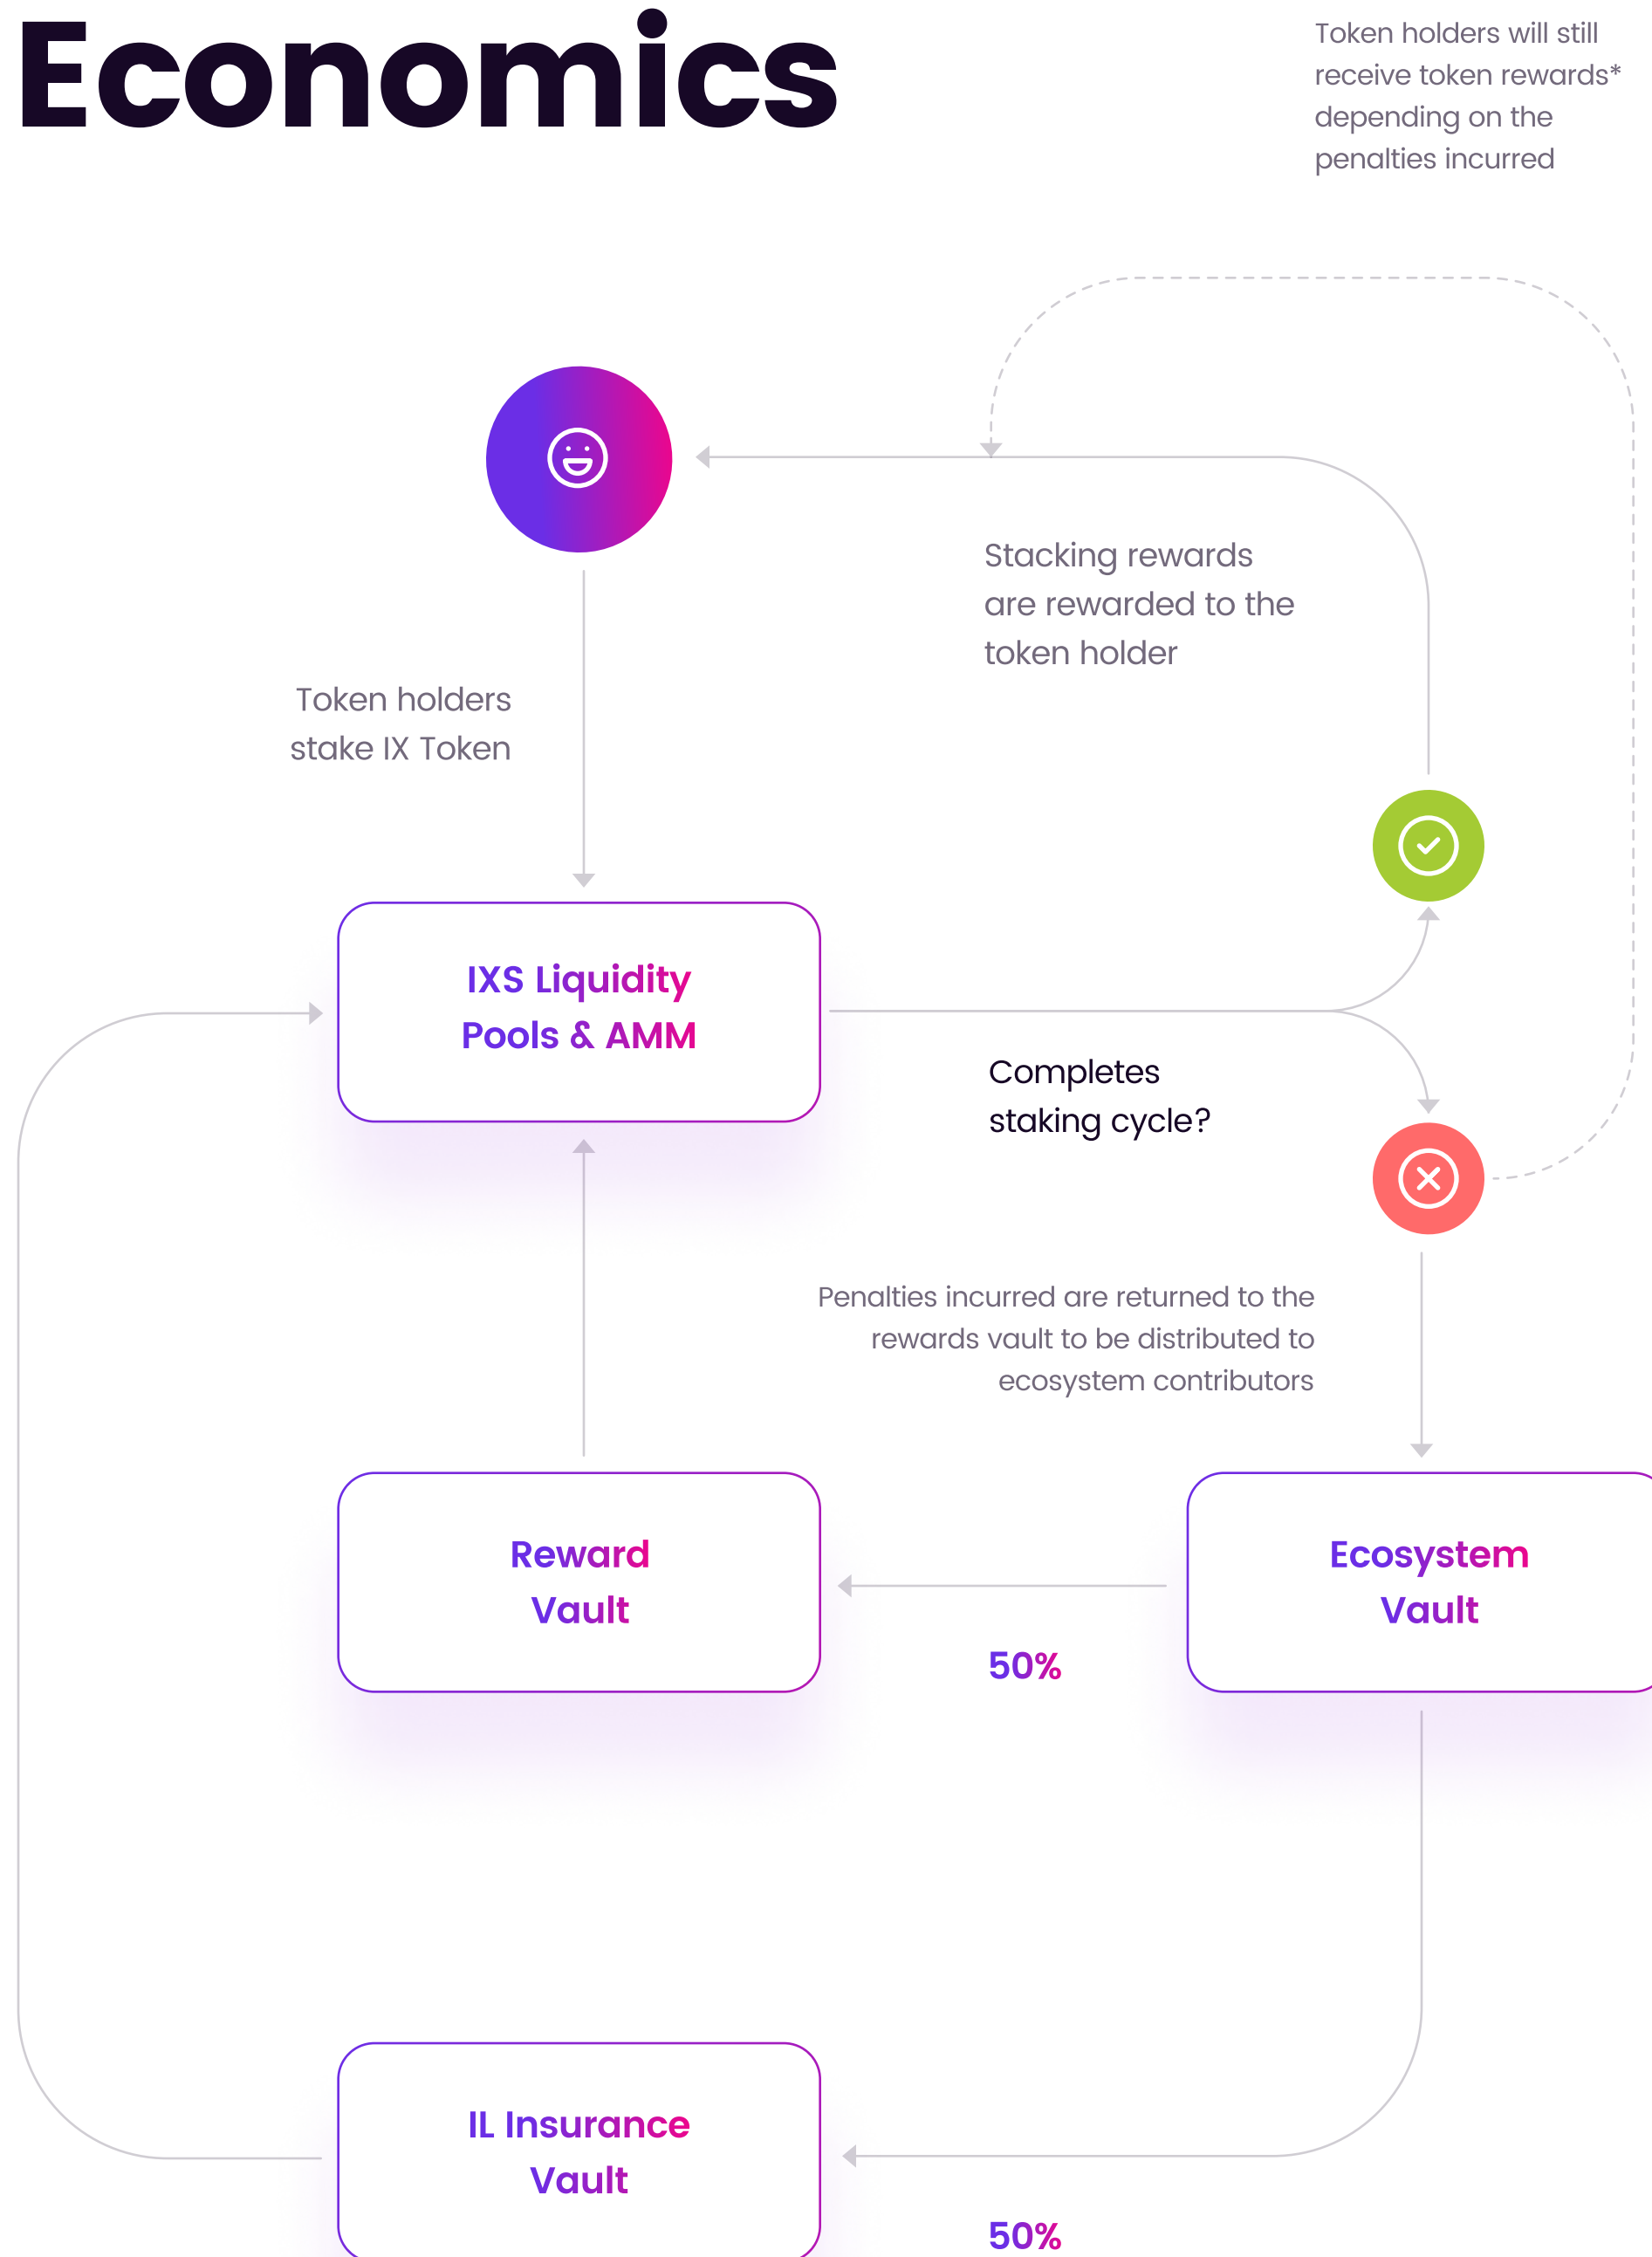 Economics
Token holders will still
receive token rewards*
depending on the
penalties incurred
Stacking rewards
are rewarded to the
token holder
Token holders
stake IX Token
IXS Liquidity
Pools & AMM
Completes
staking cycle?
Penalties incurred are returned to the
rewards vault to be distributed to
ecosystem contributors
Reward
Vault
Ecosystem
Vault
50%
IL Insurance
Vault
50%